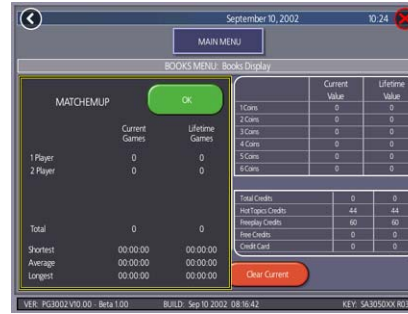 September 10, 2002 10:24
MAIN MENU
BOOKS MENU: Books Display
MATCHEMUP OK
Current Games Lifetime Games
1 Player 0 0
2 Player 0 0
Total 0 0
Shortest 00:00:00 00:00:00
Average 00:00:00 00:00:00
Longest 00:00:00 00:00:00
Current Value Lifetime Value
1 Coins 0 0
2 Coins 0 0
3 Coins 0 0
4 Coins 0 0
5 Coins 0 0
6 Coins 0 0
Total Credits 0 0
Hot Topics Credits 44 44
Freeplay Credits 60 60
Free Credits 0 0
Credit Card 0 0
Clear Current
VER: PG3002 V10.00 - Beta 1.00 BUILD: Sep 10 2002 08:16:42 KEY: SA3050XX R03